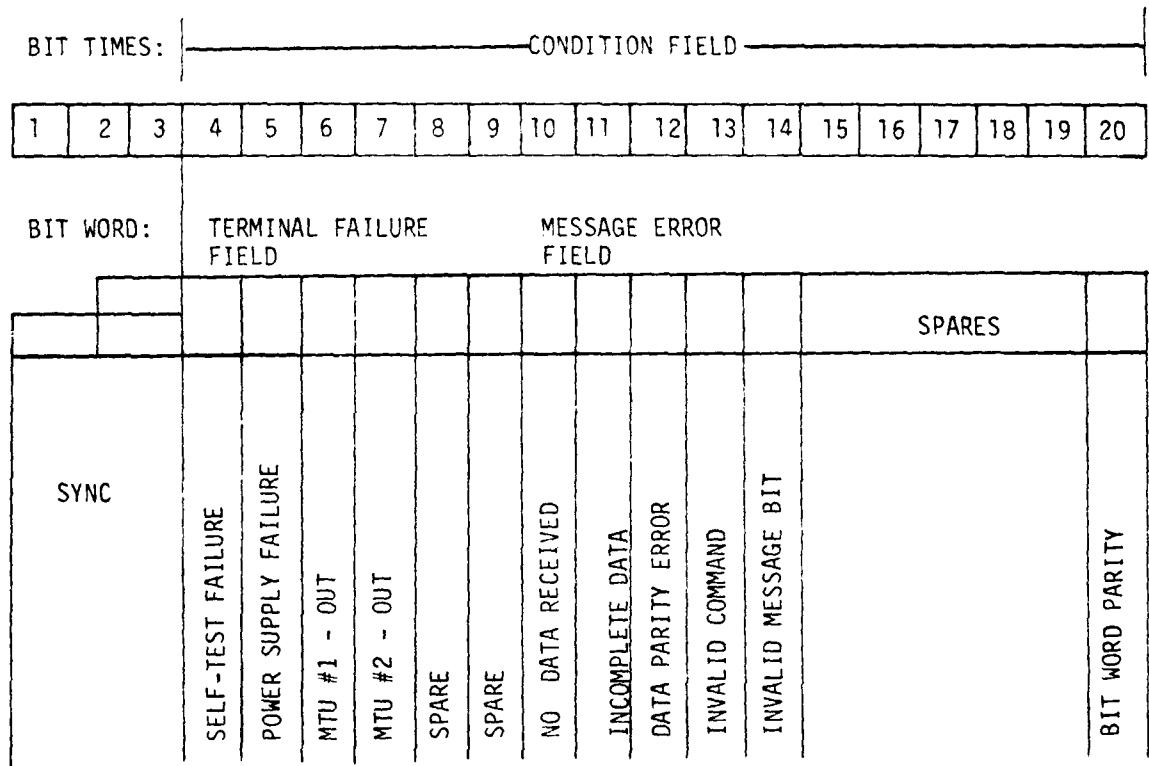 BIT TIMES: CONDITION FIELD
1 2 3 4 5 6 7 8 9 10 11 12 13 14 15 16 17 18 19 20
BIT WORD: TERMINAL FAILURE MESSAGE ERROR
FIELD FIELD
SPARES
SYNC
SELF-TEST FAILURE
POWER SUPPLY FAILURE
MTU #1 - OUT
MTU #2 - OUT
SPARE
SPARE
NO DATA RECEIVED
INCOMPLETE DATA
DATA PARITY ERROR
INVALID COMMAND
INVALID MESSAGE BIT
BIT WORD PARITY